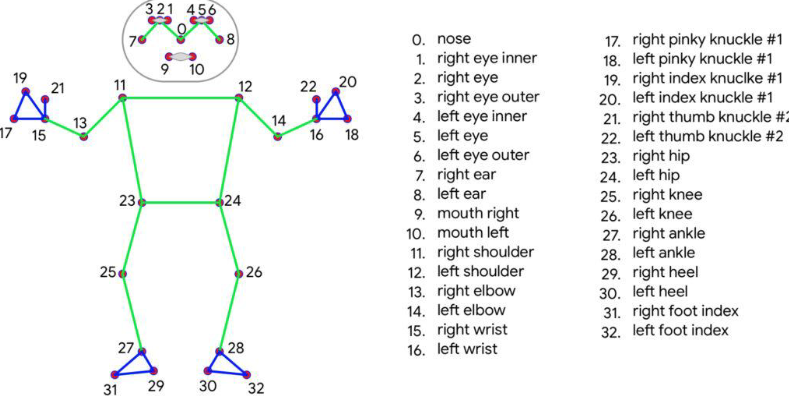 3 2 1 4 5 6
0
7 8
9 10
19 21 11 12 22 20
17 15 13 14 16 18
23 24
25 26
27 28
31 29 30 32
0. nose
1. right eye inner
2. right eye
3. right eye outer
4. left eye inner
5. left eye
6. left eye outer
7. right ear
8. left ear
9. mouth right
10. mouth left
11. right shoulder
12. left shoulder
13. right elbow
14. left elbow
15. right wrist
16. left wrist
17. right pinky knuckle #1
18. left pinky knuckle #1
19. right index knuclke #1
20. left index knuckle #1
21. right thumb knuckle #2
22. left thumb knuckle #2
23. right hip
24. left hip
25. right knee
26. left knee
27. right ankle
28. left ankle
29. right heel
30. left heel
31. right foot index
32. left foot index